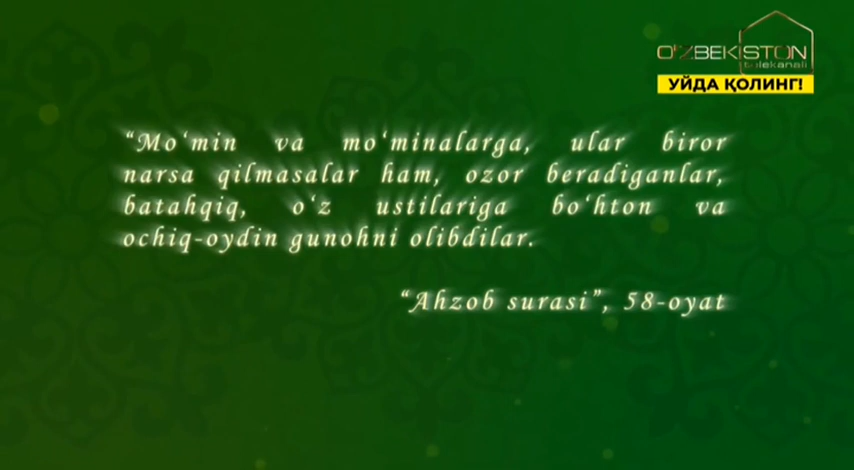 O'ZBEKISTON
telekanali
УЙДА ҚОЛИНГ!
“Mo‘min va mo‘minalarga, ular biror
narsa qilmasalar ham, ozor beradiganlar,
batahqiq, o‘z ustilariga bo‘hton va
ochiq-oydin gunohni olibdilar.
“Ahzob surasi”, 58-oyat